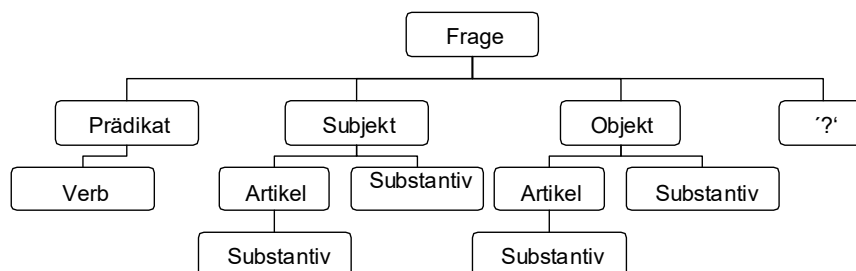 Frage
Prädikat
Subjekt
Objekt
´?‘
Verb
Artikel
Substantiv
Artikel
Substantiv
Substantiv
Substantiv